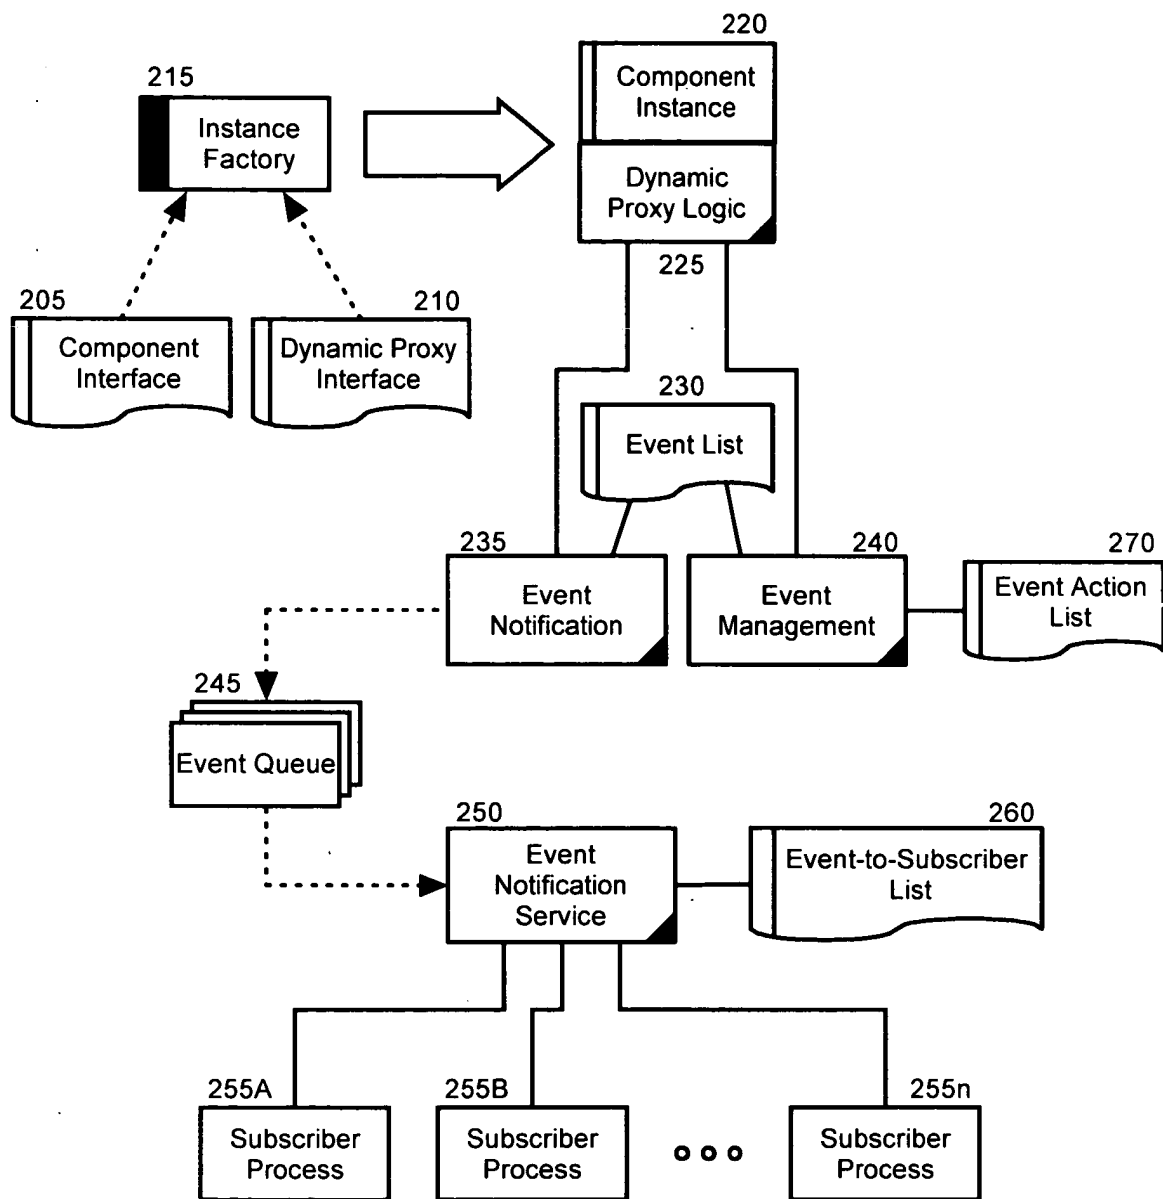 220
215
Component
Instance
Instance
Factory
Dynamic
Proxy Logic
225
205
210
Component
Interface
Dynamic Proxy
Interface
230
Event List
235
240
270
Event
Notification
Event
Management
Event Action
List
245
Event Queue
250
260
Event
Notification
Service
Event-to-Subscriber
List
255A
255B
255n
Subscriber
Process
Subscriber
Process
Subscriber
Process